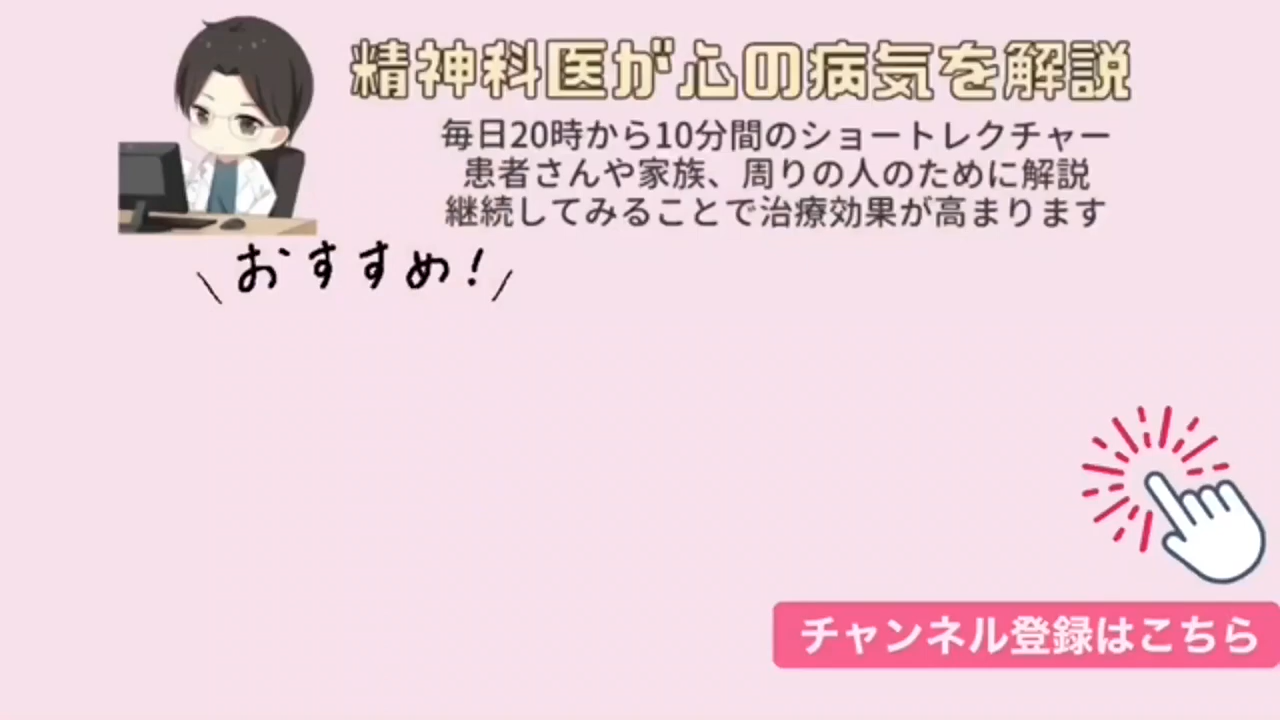 精神科医が心の病気を解説
毎日20時から10分間のショートレクチャー
患者さんや家族、周りの人のために解説
継続してみることで治療効果が高まります
\おすすめ!/
チャンネル登録はこちら